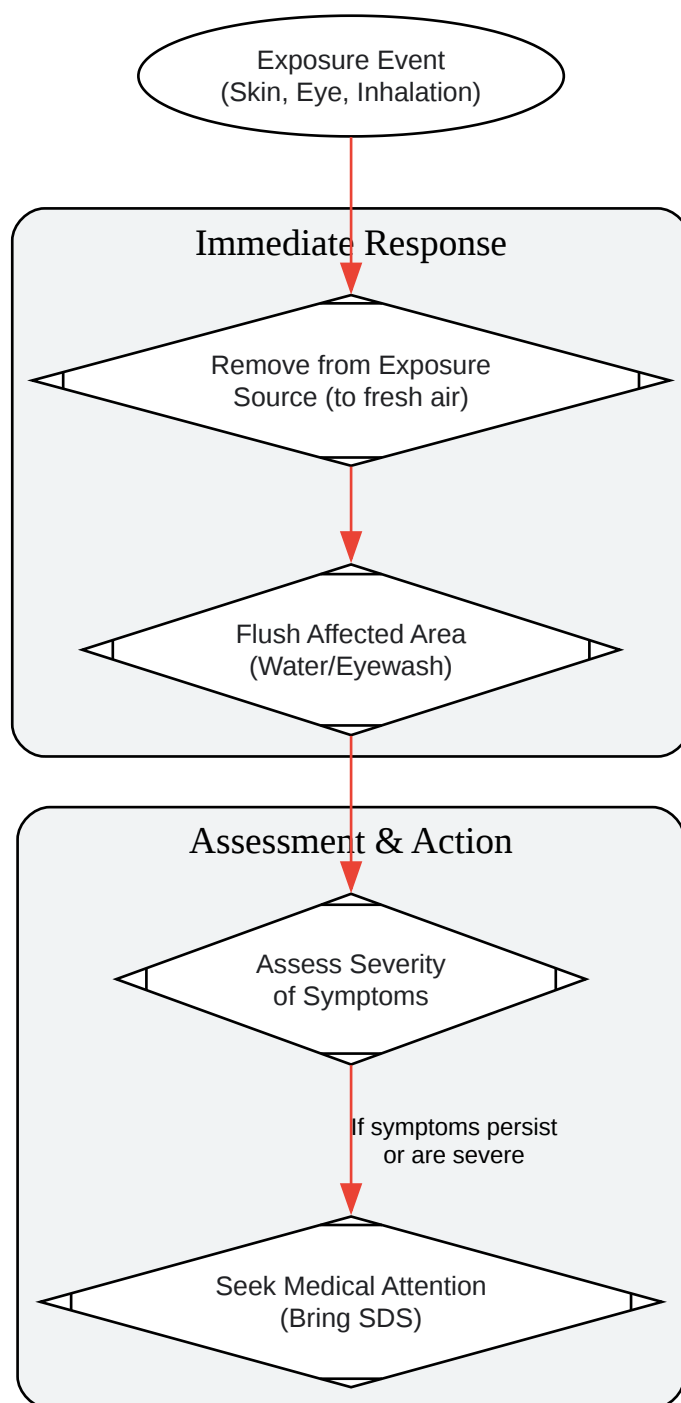 Exposure Event
(Skin, Eye, Inhalation)
Immediate Response
Remove from Exposure
Source (to fresh air)
Flush Affected Area
(Water/Eyewash)
Assessment & Action
Assess Severity
of Symptoms
If symptoms persist
or are severe
Seek Medical Attention
(Bring SDS)